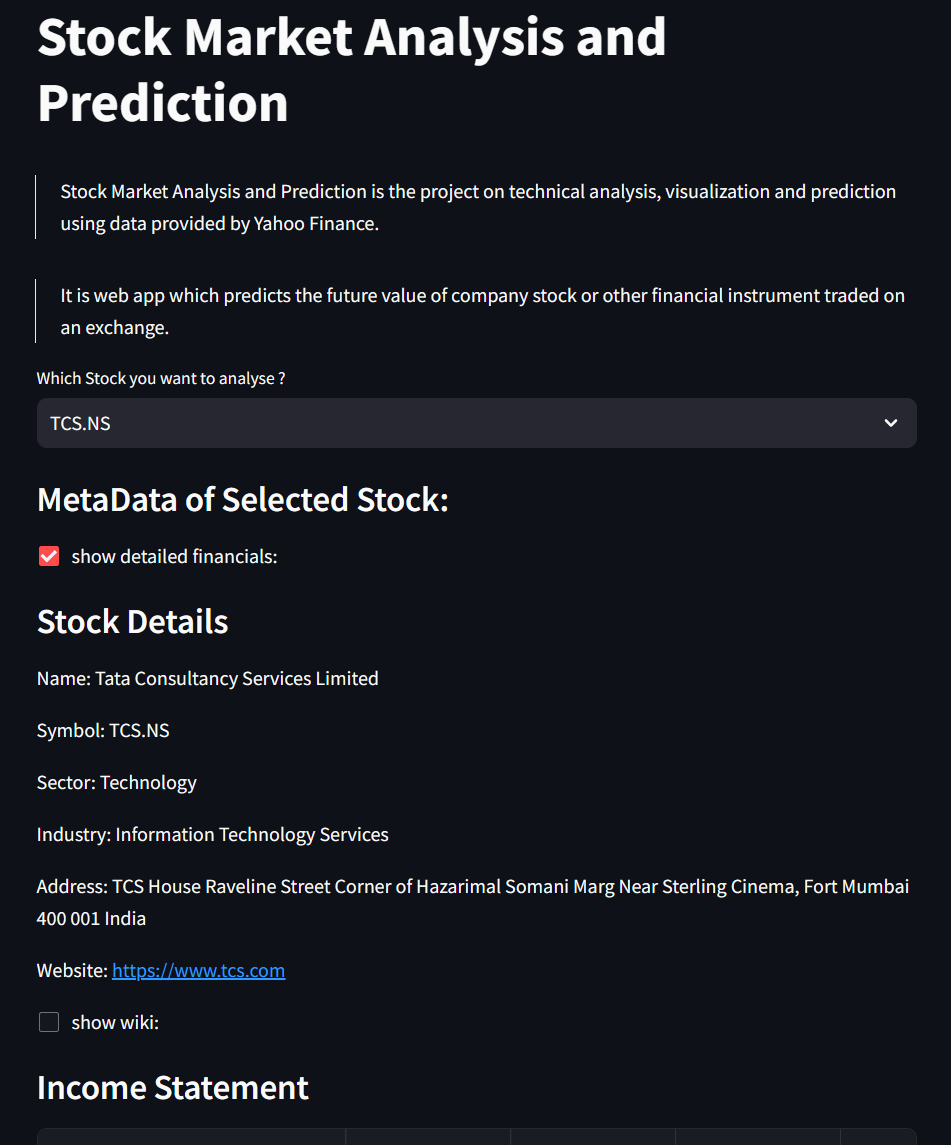 Stock Market Analysis and
Prediction
Stock Market Analysis and Prediction is the project on technical analysis, visualization and prediction
using data provided by Yahoo Finance.
It is web app which predicts the future value of company stock or other financial instrument traded on
an exchange.
Which Stock you want to analyse ?
TCS.NS
MetaData of Selected Stock:
show detailed financials:
Stock Details
Name: Tata Consultancy Services Limited
Symbol: TCS.NS
Sector: Technology
Industry: Information Technology Services
Address: TCS House Raveline Street Corner of Hazarimal Somani Marg Near Sterling Cinema, Fort Mumbai
400 001 India
Website: https://www.tcs.com
show wiki:
Income Statement